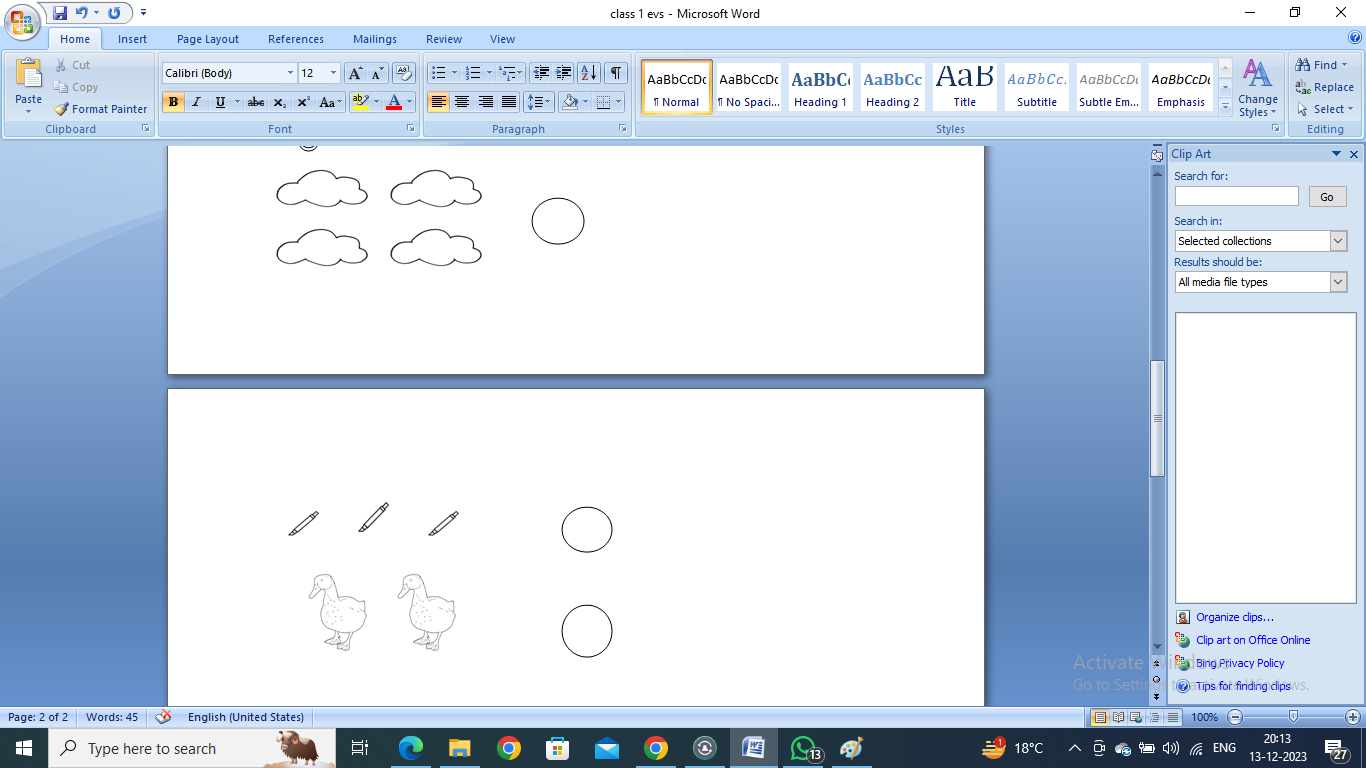 class 1 evs - Microsoft Word
Home Insert Page Layout References Mailings Review View
Paste
Cut
Copy
Format Painter
Clipboard
Calibri (Body) 12
B I U abc x₂ x² Aa ab A
Font
Paragraph
AaBbCcDc AaBbCcDc AaBbC AaBbCc AaB AaBbCc. AaBbCcDc AaBbCcDc
¶ Normal ¶ No Spaci... Heading 1 Heading 2 Title Subtitle Subtle Em... Emphasis
Styles
Change Styles
Find
Replace
Select
Editing
Clip Art
Search for:
Go
Search in:
Selected collections
Results should be:
All media file types
Organize clips...
Clip art on Office Online
Bing Privacy Policy
Tips for finding clips
Activate Windows
Go to Settings to activate Windows.
Page: 2 of 2 Words: 45 English (United States) 100%
Type here to search
13
18°C
ENG
20:13
13-12-2023
27